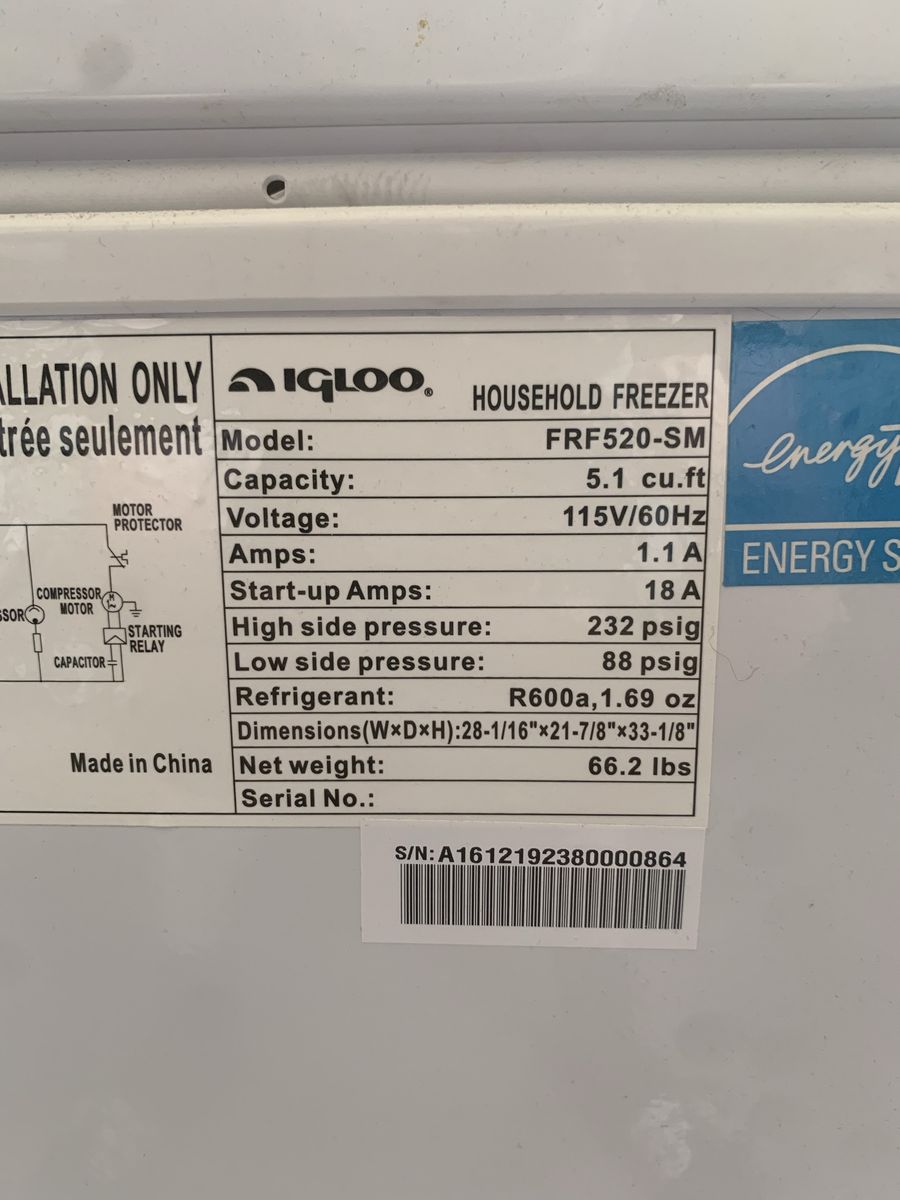 ALLATION ONLY
trée seulement
MOTOR
PROTECTOR
COMPRESSOR
MOTOR
STARTING
RELAY
CAPACITOR
Made in China
IGLOO®
HOUSEHOLD FREEZER
Model: FRF520-SM
Capacity: 5.1 cu.ft
Voltage: 115V/60Hz
Amps: 1.1 A
Start-up Amps: 18 A
High side pressure: 232 psig
Low side pressure: 88 psig
Refrigerant: R600a,1.69 oz
Dimensions(W×D×H):28-1/16"×21-7/8"×33-1/8"
Net weight: 66.2 lbs
Serial No.:
S/N: A1612192380000864
energy
ENERGY S